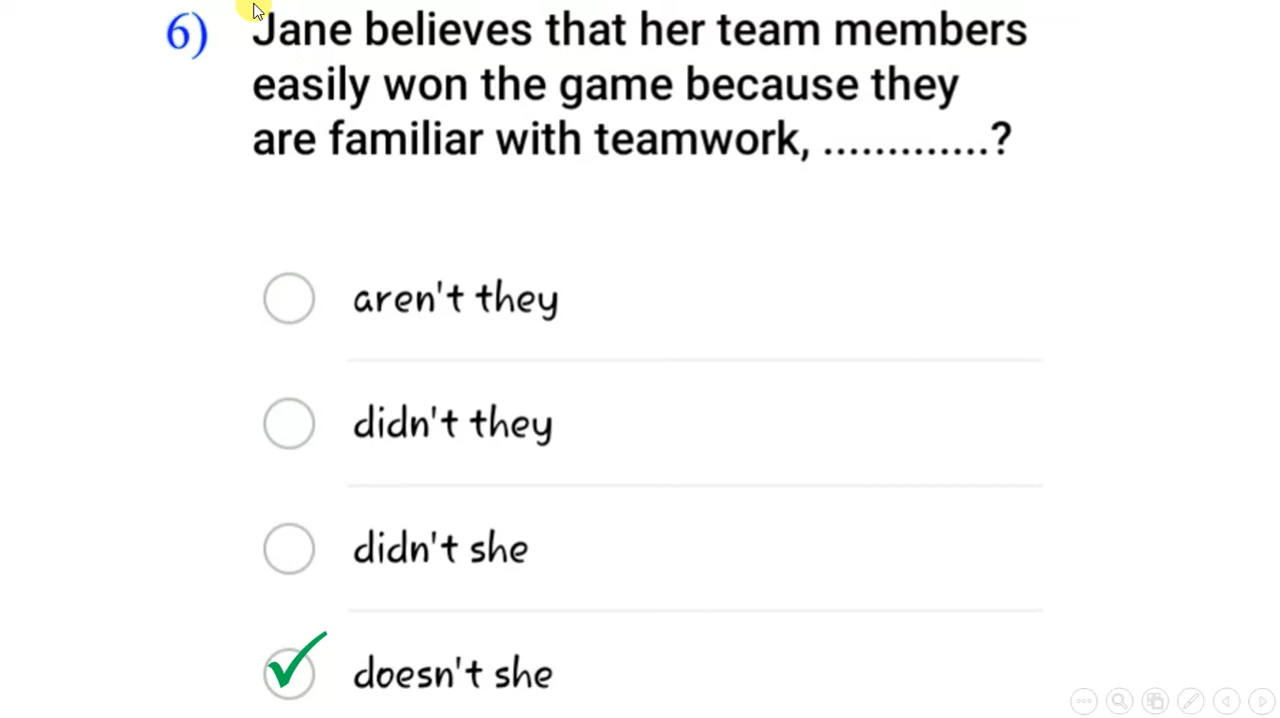 6) Jane believes that her team members
easily won the game because they
are familiar with teamwork, .............?
aren't they
didn't they
didn't she
doesn't she